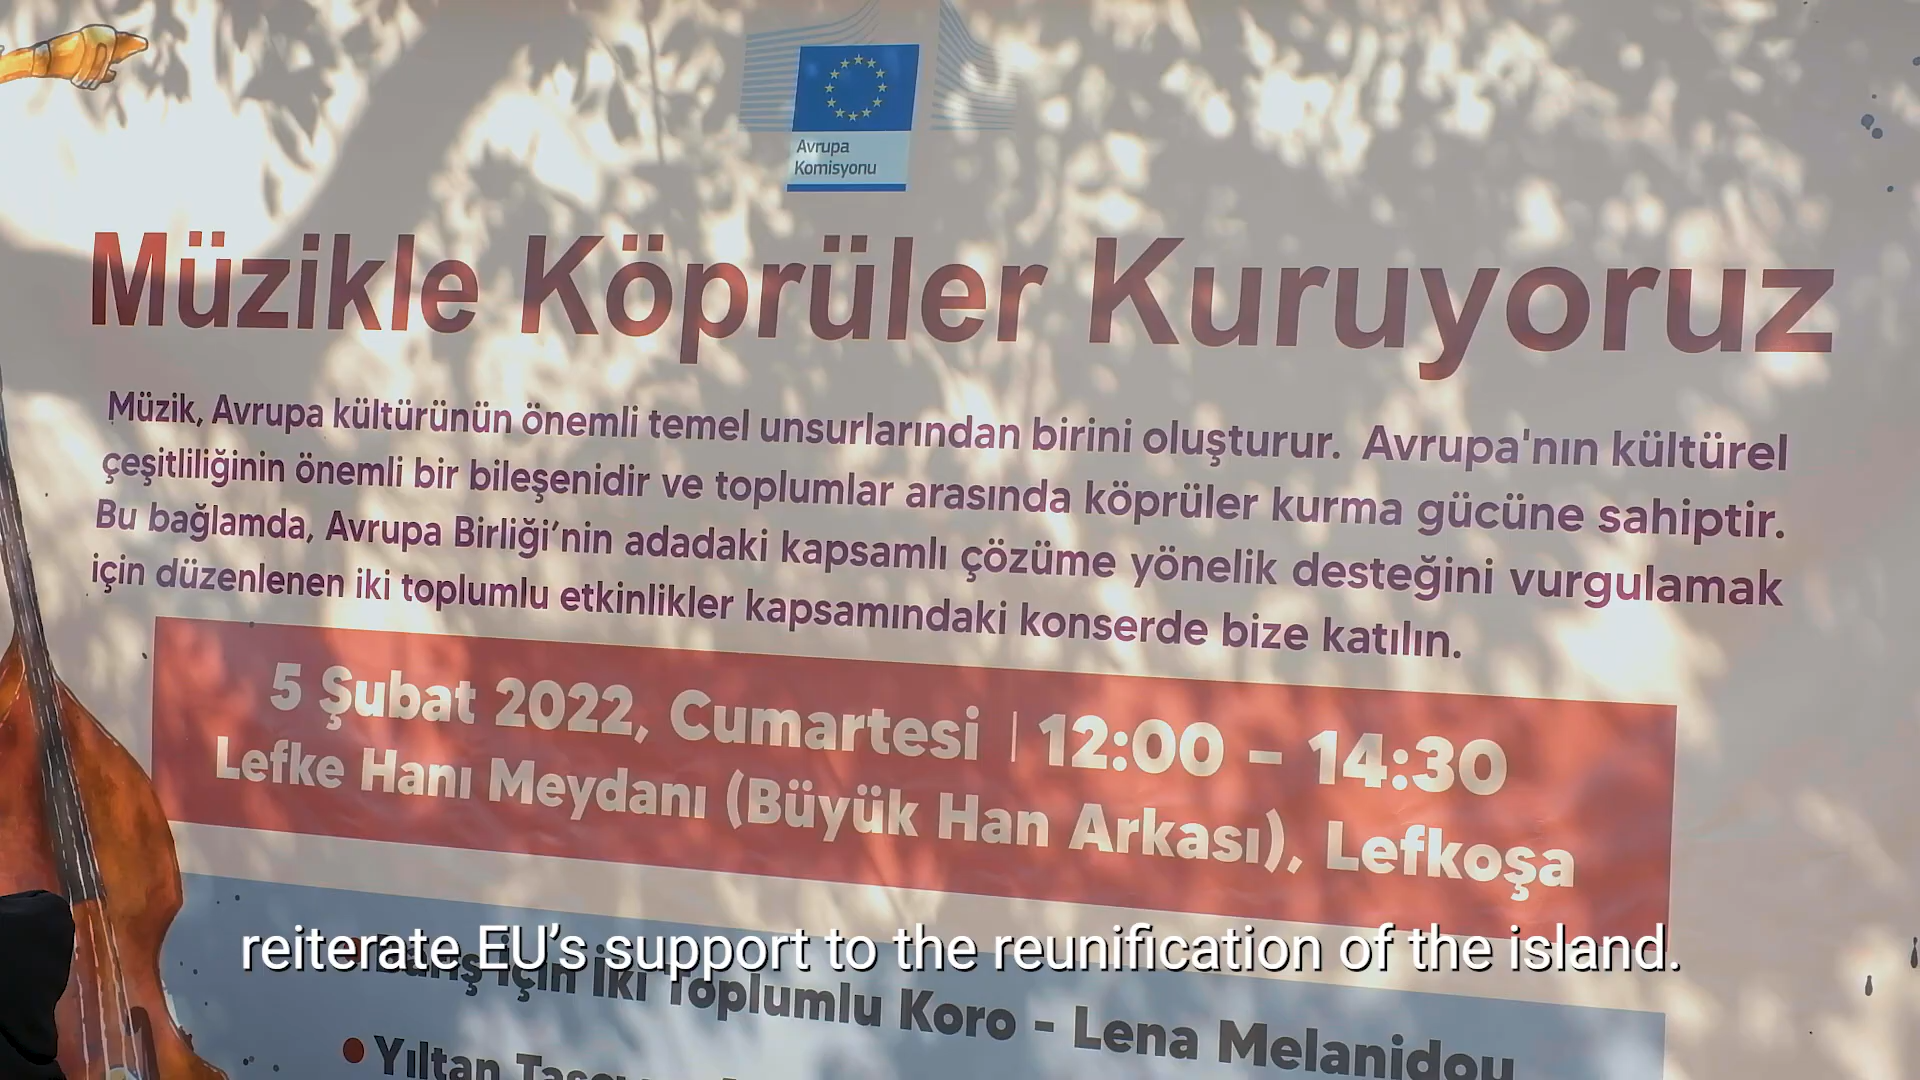 Avrupa
Komisyonu
Müzikle Köprüler Kuruyoruz
Müzik, Avrupa kültürünün önemli temel unsurlarından birini oluşturur. Avrupa'nın kültürel
çeşitliliğinin önemli bir bileşenidir ve toplumlar arasında köprüler kurma gücüne sahiptir.
Bu bağlamda, Avrupa Birliği’nin adadaki kapsamlı çözüme yönelik desteğini vurgulamak
için düzenlenen iki toplumlu etkinlikler kapsamındaki konserde bize katılın.
5 Şubat 2022, Cumartesi | 12:00 – 14:30
Lefke Hanı Meydanı (Büyük Han Arkası), Lefkoşa
reiterate EU’s support to the reunification of the island.
Barış için İki Toplumlu Koro - Lena Melanidou
Yıltan